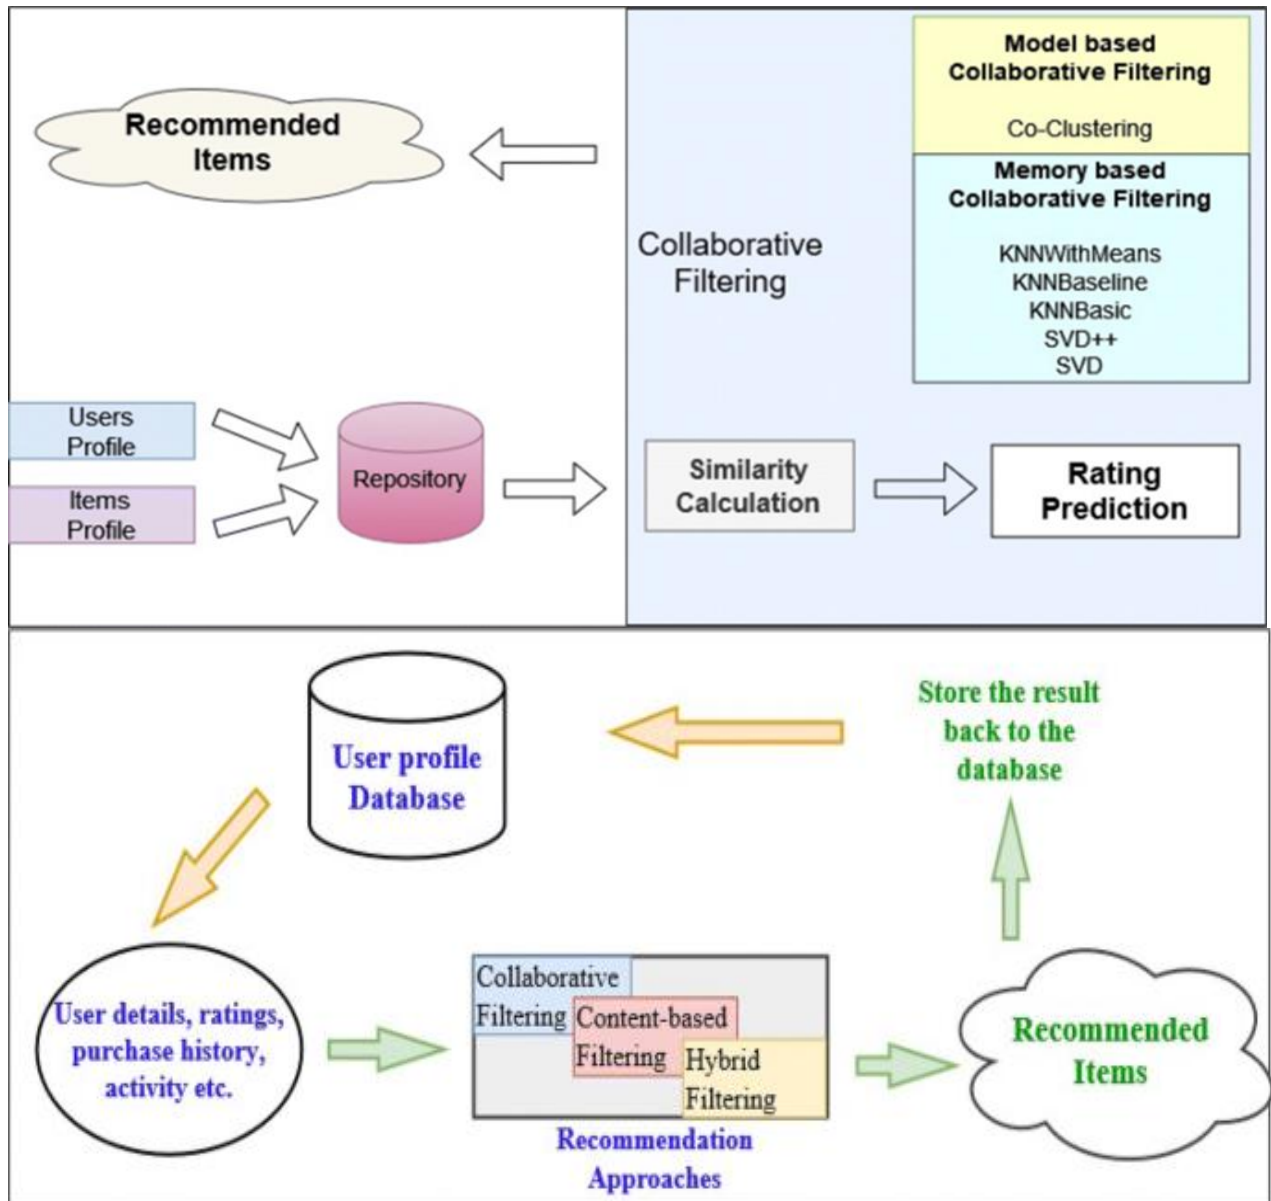 Model based
Collaborative Filtering
Co-Clustering
Memory based
Collaborative Filtering
KNNWithMeans
KNNBaseline
KNNBasic
SVD++
SVD
Recommended
Items
Collaborative
Filtering
Users
Profile
Items
Profile
Repository
Similarity
Calculation
Rating
Prediction
User profile
Database
Store the result
back to the
database
User details, ratings,
purchase history,
activity etc.
Collaborative
Filtering
Content-based
Filtering
Hybrid
Filtering
Recommendation
Approaches
Recommended
Items